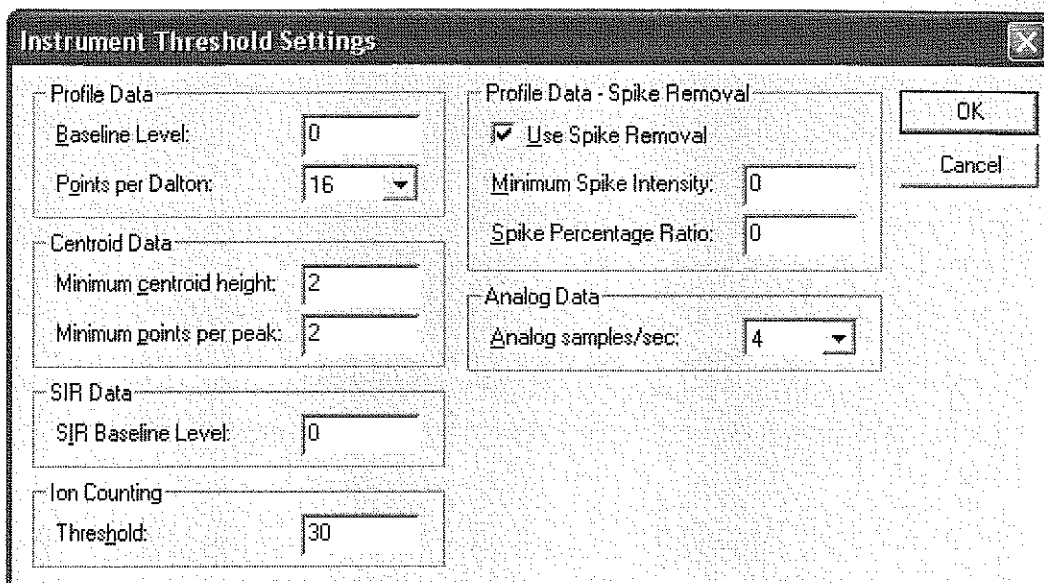 Instrument Threshold Settings
Profile Data
Baseline Level: 0
Points per Dalton: 16
Centroid Data
Minimum centroid height: 2
Minimum points per peak: 2
SIR Data
SIR Baseline Level: 0
Ion Counting
Threshold: 30
Profile Data - Spike Removal
Use Spike Removal
Minimum Spike Intensity: 0
Spike Percentage Ratio: 0
Analog Data
Analog samples/sec: 4
OK
Cancel